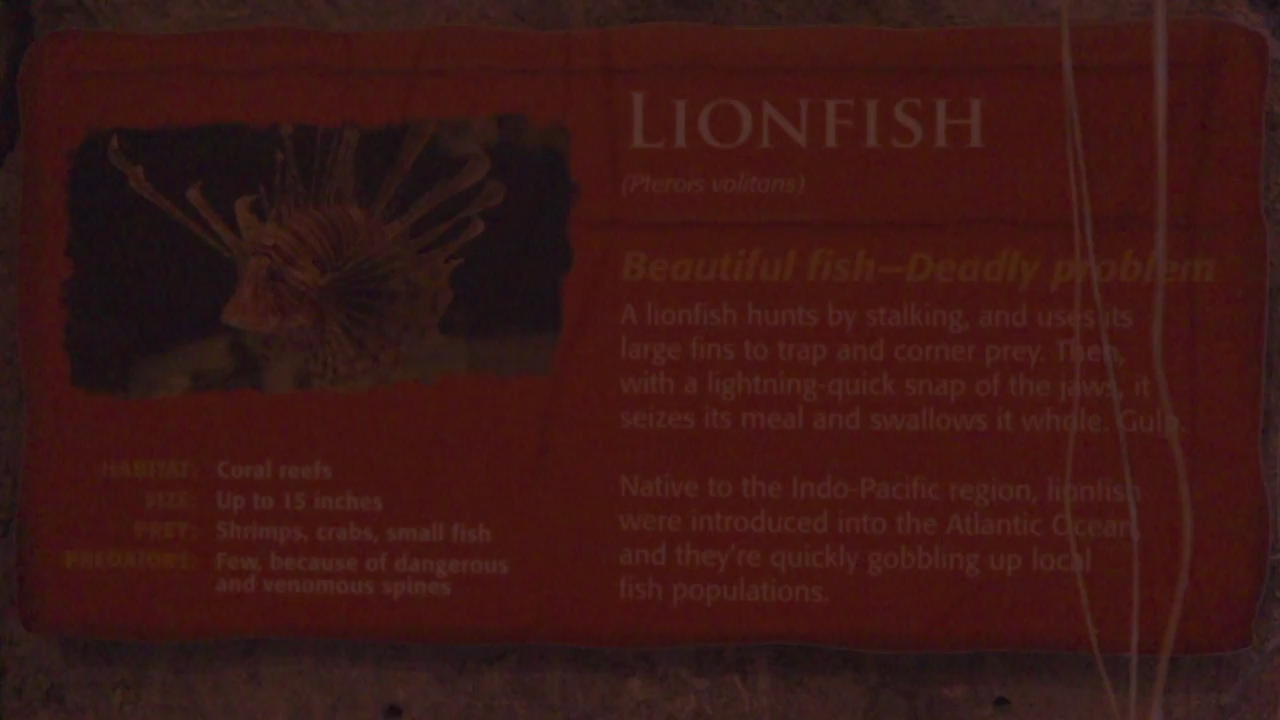 LIONFISH
(Pterois volitans)
Beautiful fish—Deadly problem
A lionfish hunts by stalking, and uses its
large fins to trap and corner prey. Then,
with a lightning-quick snap of the jaws, it
seizes its meal and swallows it whole. Gulp.
Native to the Indo-Pacific region, lionfish
were introduced into the Atlantic Ocean,
and they're quickly gobbling up local
fish populations.
HABITAT: Coral reefs
SIZE: Up to 15 inches
PREY: Shrimps, crabs, small fish
PREDATORS: Few, because of dangerous
and venomous spines